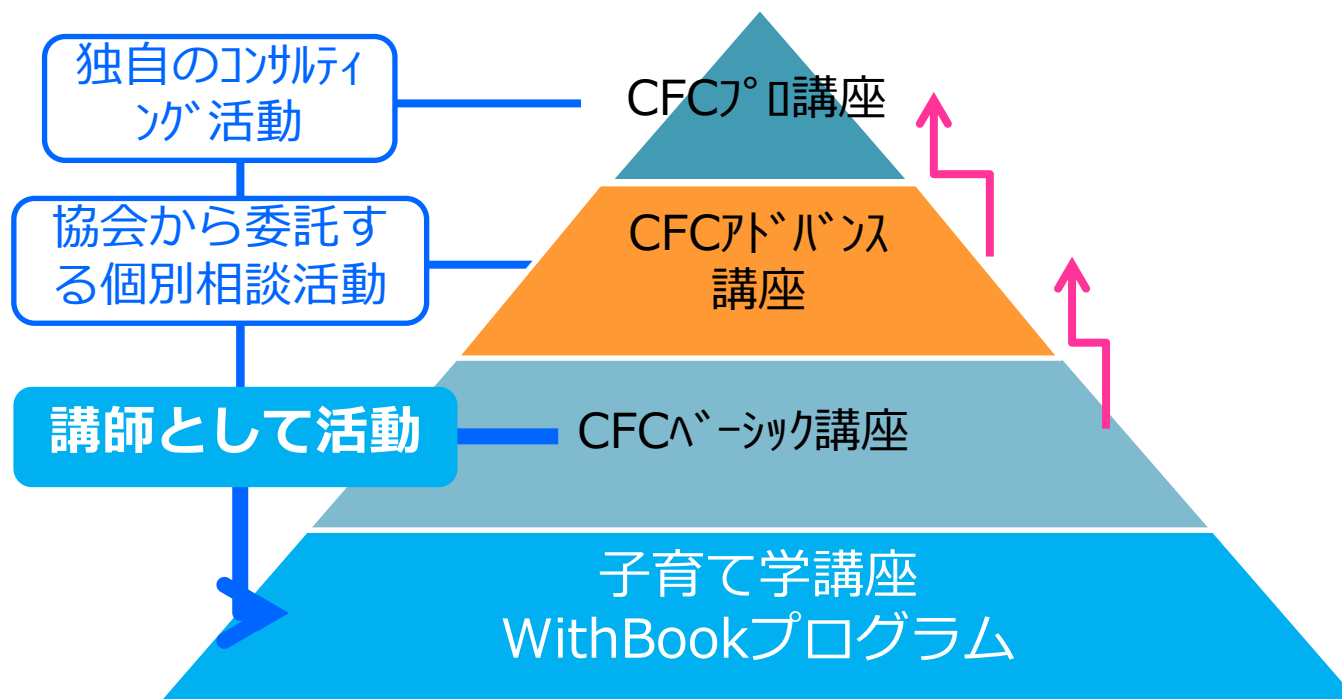 独自のｺﾝｻﾙﾃｨ
ﾝｸﾞ活動
CFCﾌﾟﾛ講座
協会から委託す
る個別相談活動
CFCｱﾄﾞﾊﾞﾝｽ
講座
講師として活動
CFCﾍﾞｰｼｯｸ講座
子育て学講座
WithBookプログラム